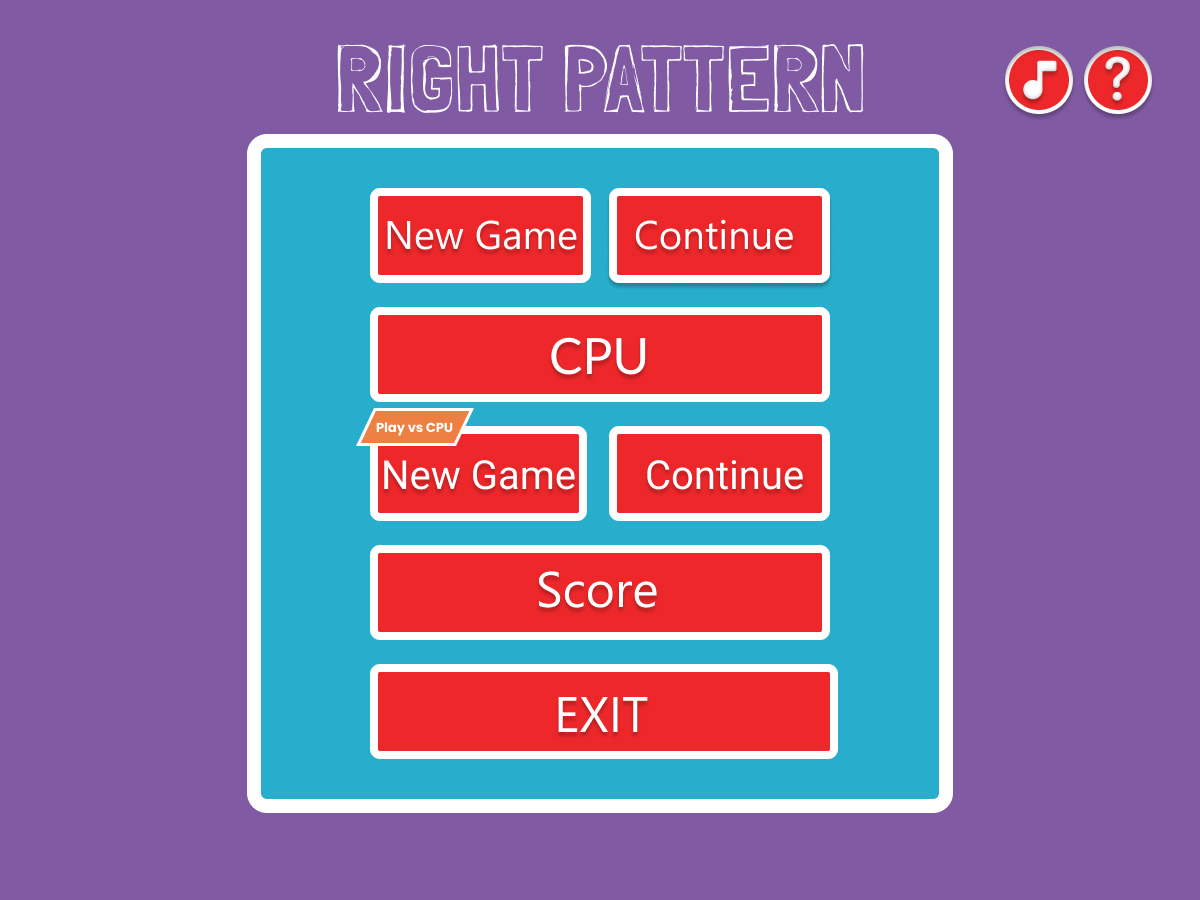 RIGHT PATTERN
?
New Game Continue
CPU
Play vs CPU
New Game Continue
Score
EXIT